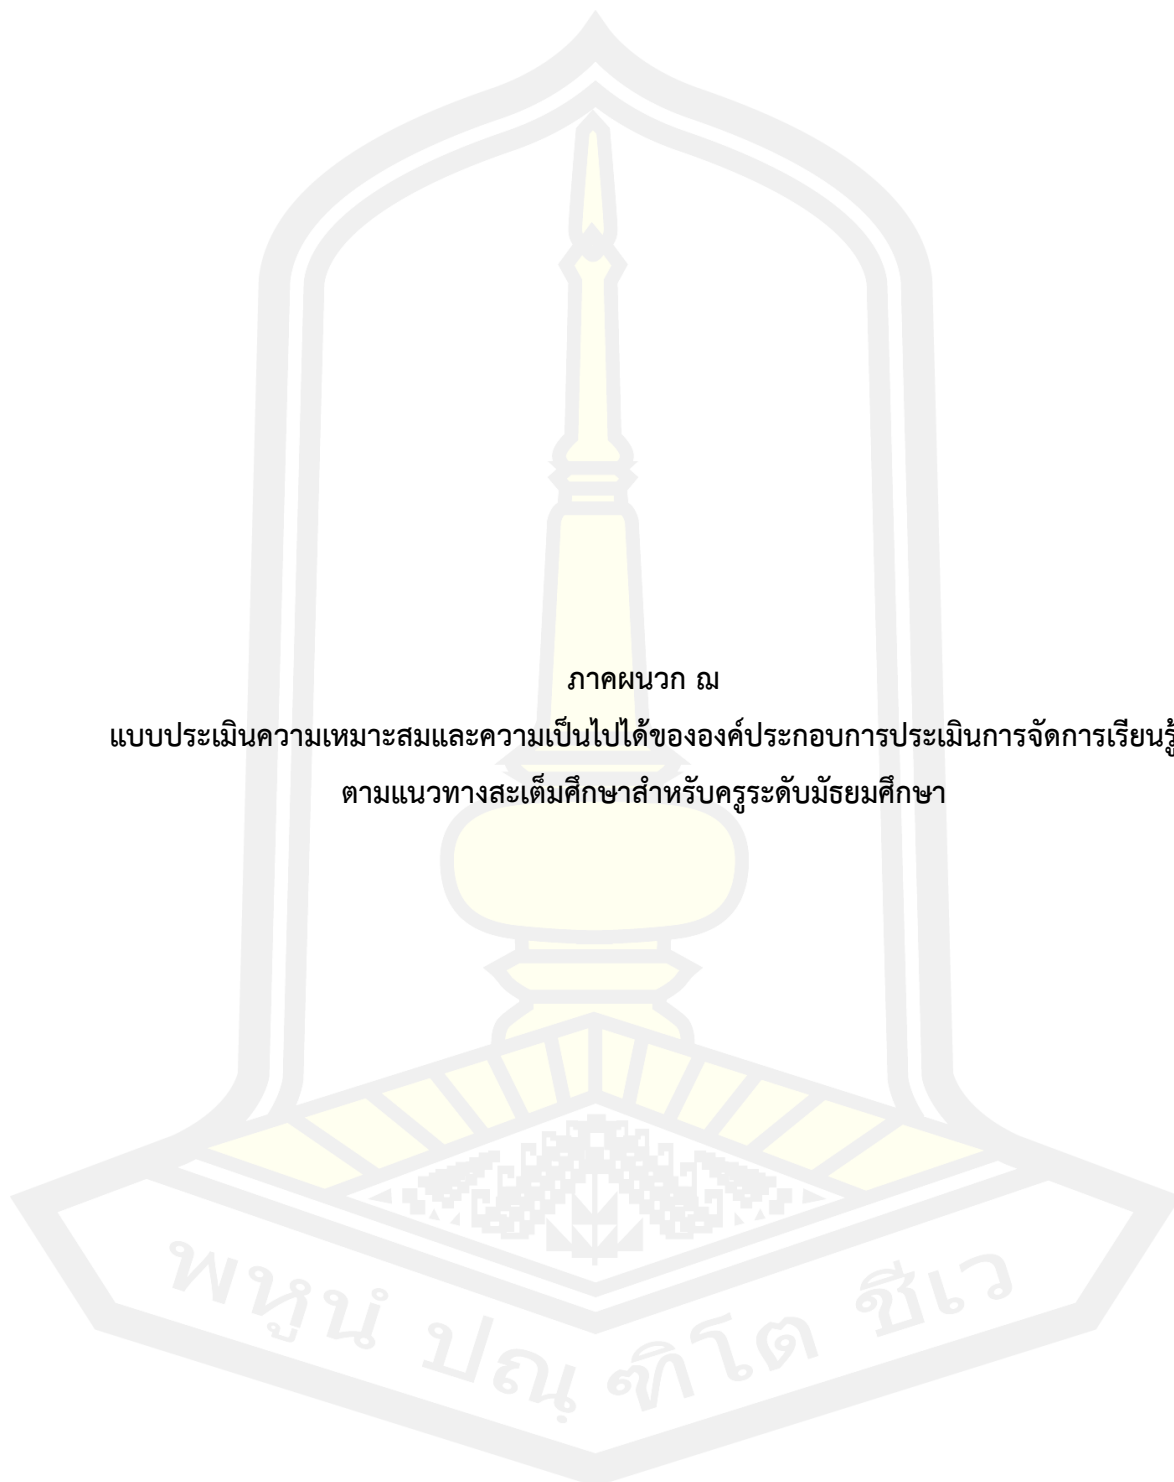 ภาคผนวก ฌ
แบบประเมินความเหมาะสมและความเป็นไปได้ขององค์ประกอบการประเมินการจัดการเรียนรู้
ตามแนวทางสะเต็มศึกษาสำหรับครูระดับมัธยมศึกษา
พหูนํ ปณฺฑิโต ชีเว